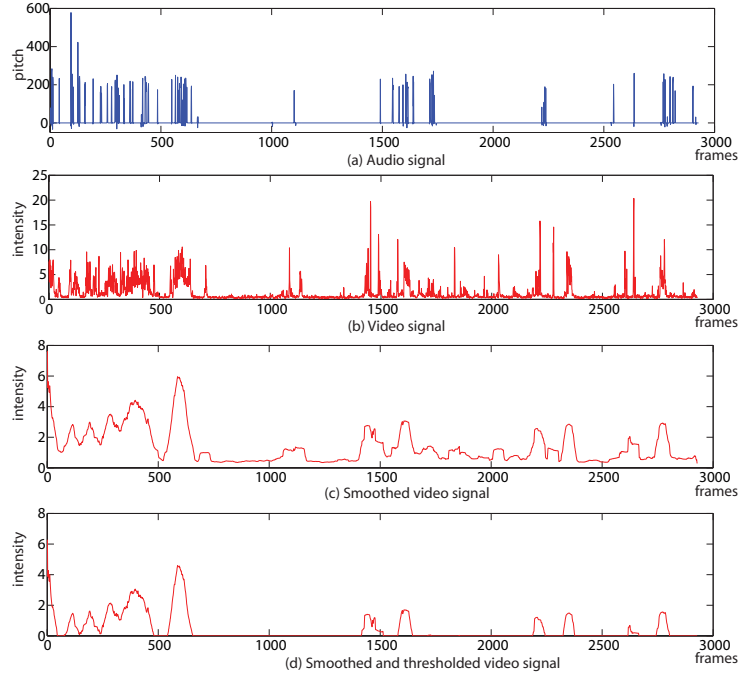 600
400
200
0
pitch
0 500 1000 1500 2000 2500 3000
frames
(a) Audio signal
25
20
15
10
5
0
intensity
0 500 1000 1500 2000 2500 3000
frames
(b) Video signal
8
6
4
2
0
intensity
0 500 1000 1500 2000 2500 3000
frames
(c) Smoothed video signal
8
6
4
2
0
intensity
0 500 1000 1500 2000 2500 3000
frames
(d) Smoothed and thresholded video signal